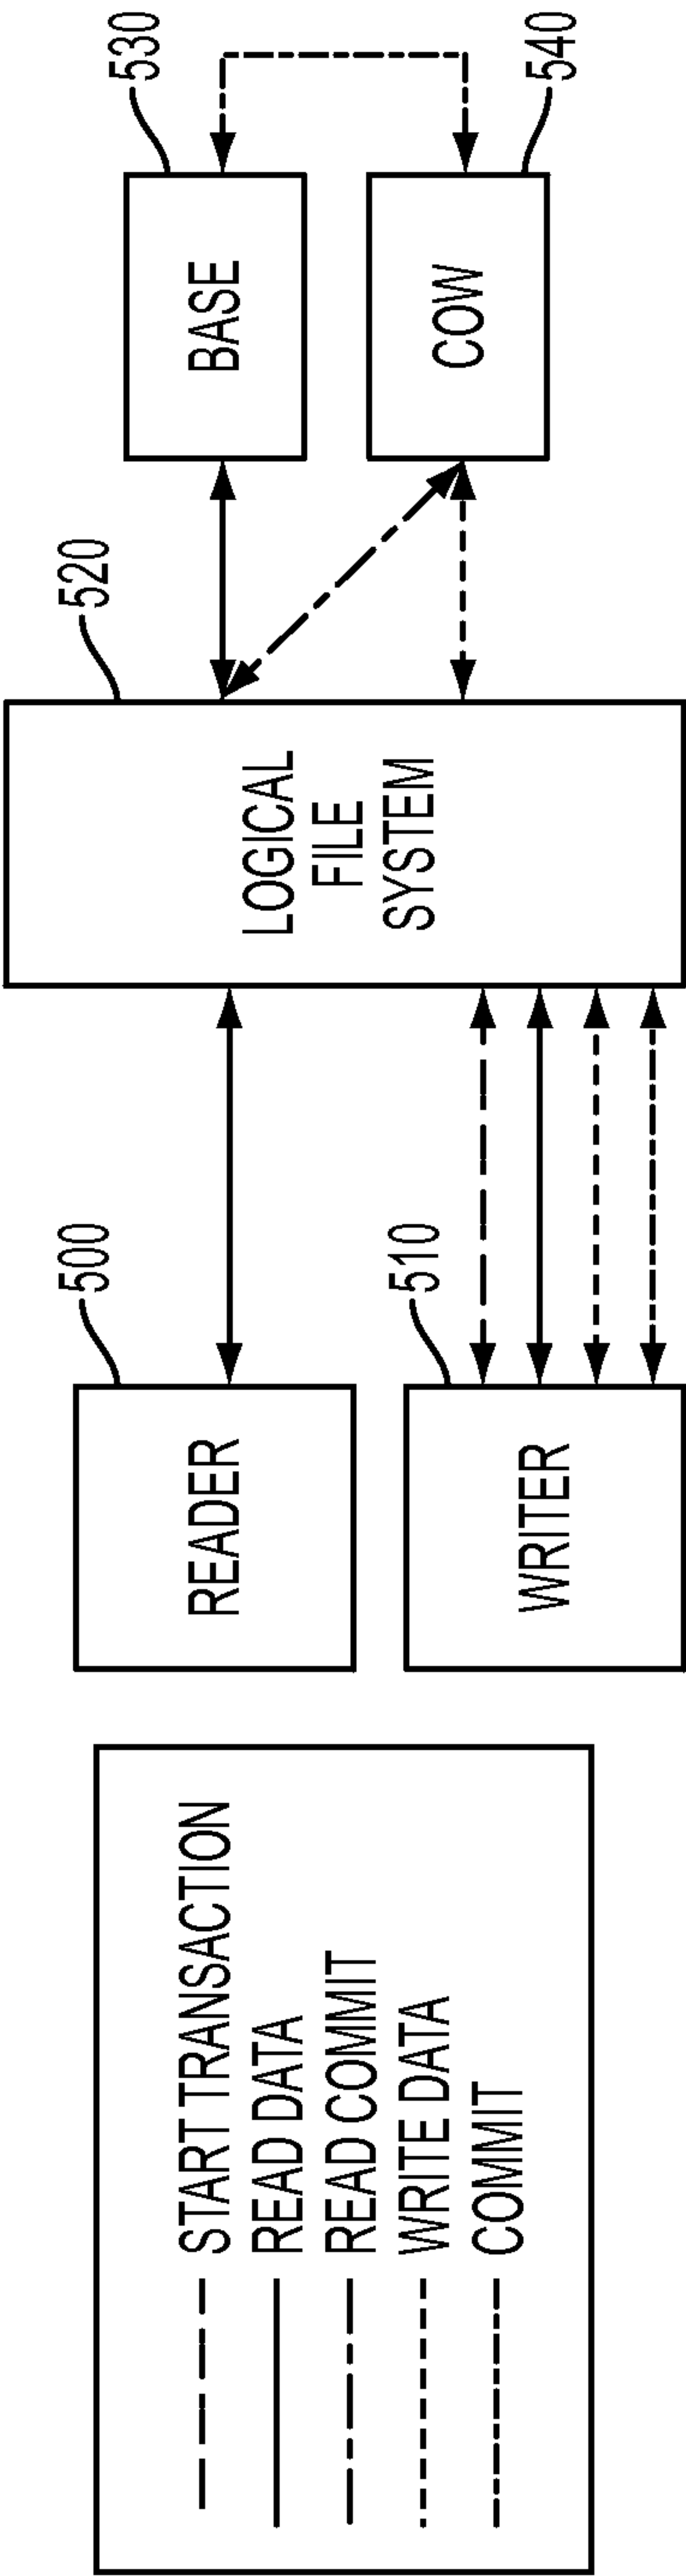 START TRANSACTION
READ DATA
READ COMMIT
WRITE DATA
COMMIT
500
READER
510
WRITER
520
LOGICAL
FILE
SYSTEM
530
BASE
540
COW